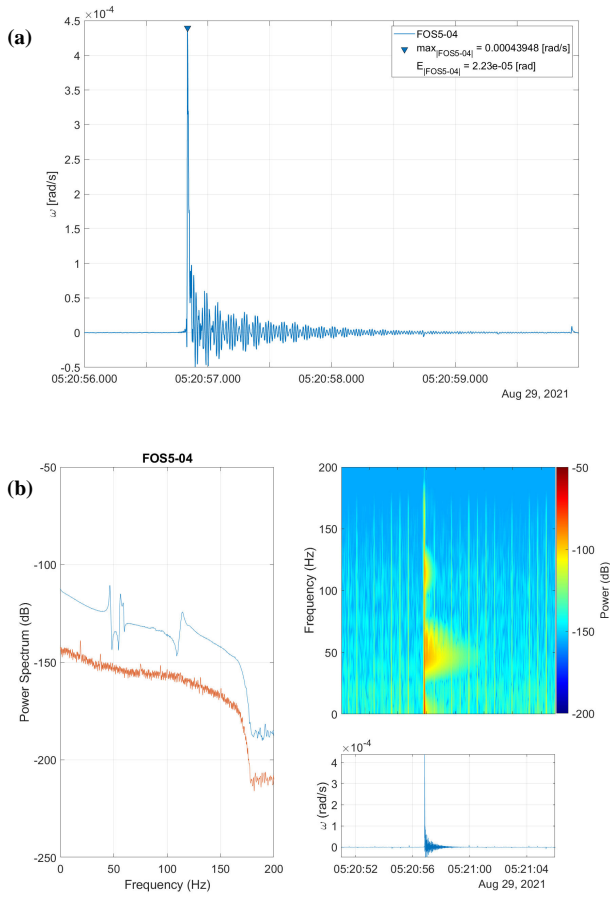 (a)
×10⁻⁴
4.5
4
3.5
3
2.5
2
1.5
1
0.5
0
-0.5
ω [rad/s]
FOS5-04
max|FOS5-04| = 0.00043948 [rad/s]
E|FOS5-04| = 2.23e-05 [rad]
05:20:56.000 05:20:57.000 05:20:58.000 05:20:59.000
Aug 29, 2021
(b)
FOS5-04
-50
-100
-150
-200
-250
Power Spectrum (dB)
0 50 100 150 200
Frequency (Hz)
200
150
100
50
0
Frequency (Hz)
-50
-100
-150
-200
Power (dB)
×10⁻⁴
4
2
0
ω (rad/s)
05:20:52 05:20:56 05:21:00 05:21:04
Aug 29, 2021